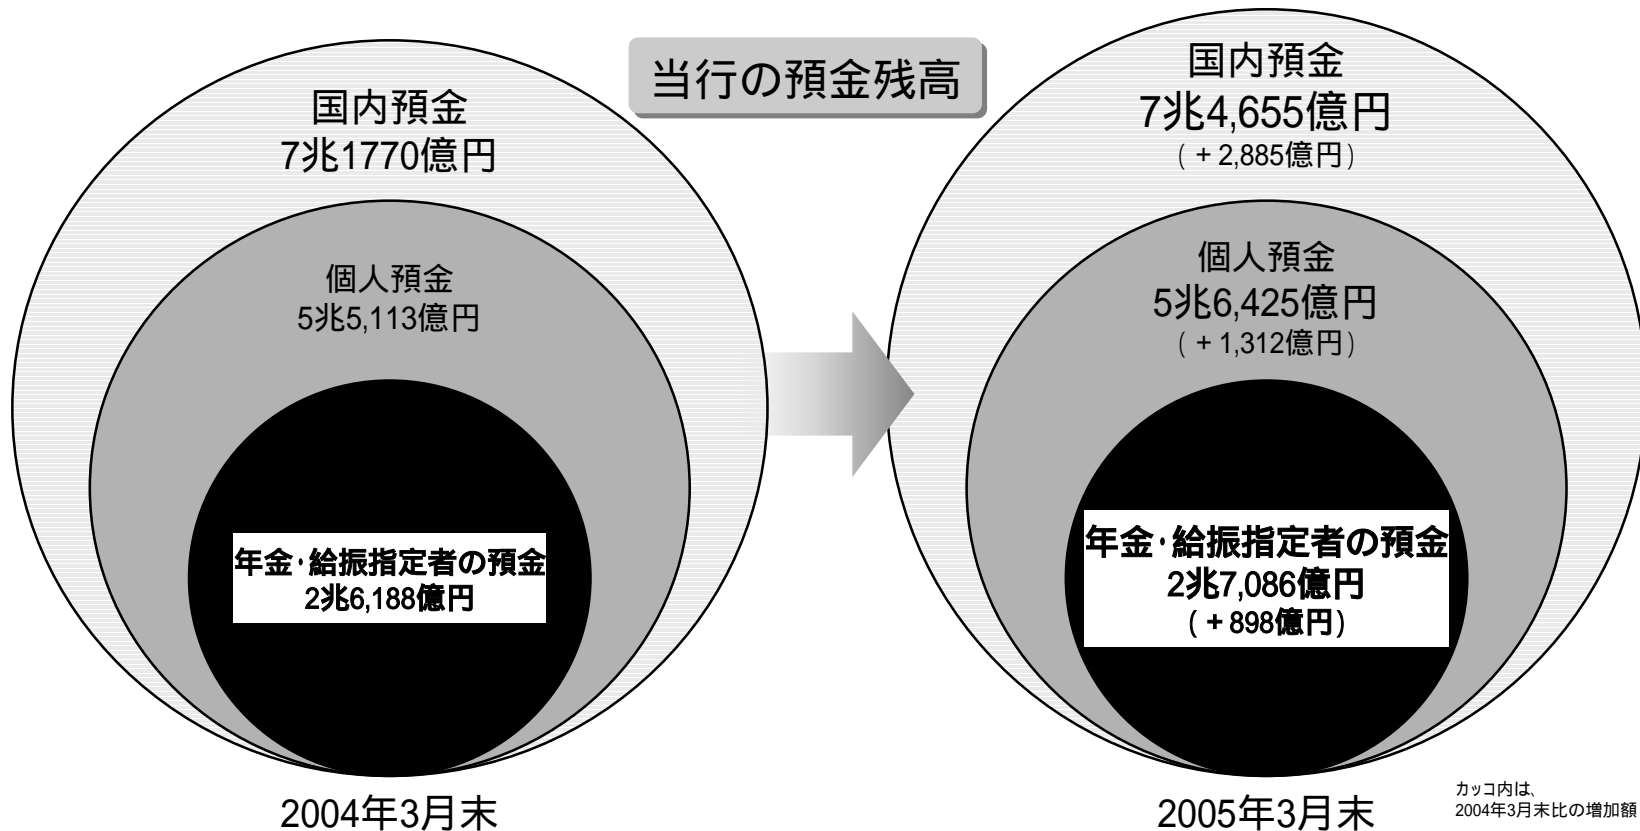 当行の預金残高
国内預金
7兆1770億円
個人預金
5兆5,113億円
年金・給振指定者の預金
2兆6,188億円
2004年3月末
国内預金
7兆4,655億円
(+2,885億円)
個人預金
5兆6,425億円
(+1,312億円)
年金・給振指定者の預金
2兆7,086億円
(+898億円)
2005年3月末
カッコ内は、
2004年3月末比の増加額